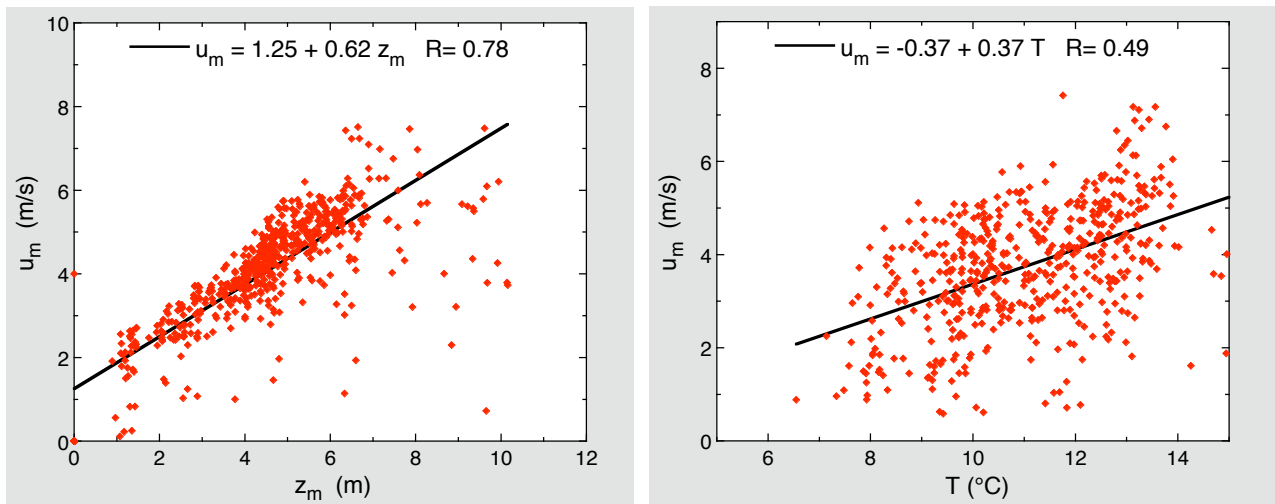 10
8
6
4
2
0
u_m (m/s)
u_m = 1.25 + 0.62 z_m R= 0.78
0 2 4 6 8 10 12
z_m (m)
8
6
4
2
0
u_m (m/s)
u_m = -0.37 + 0.37 T R= 0.49
6 8 10 12 14
T (°C)